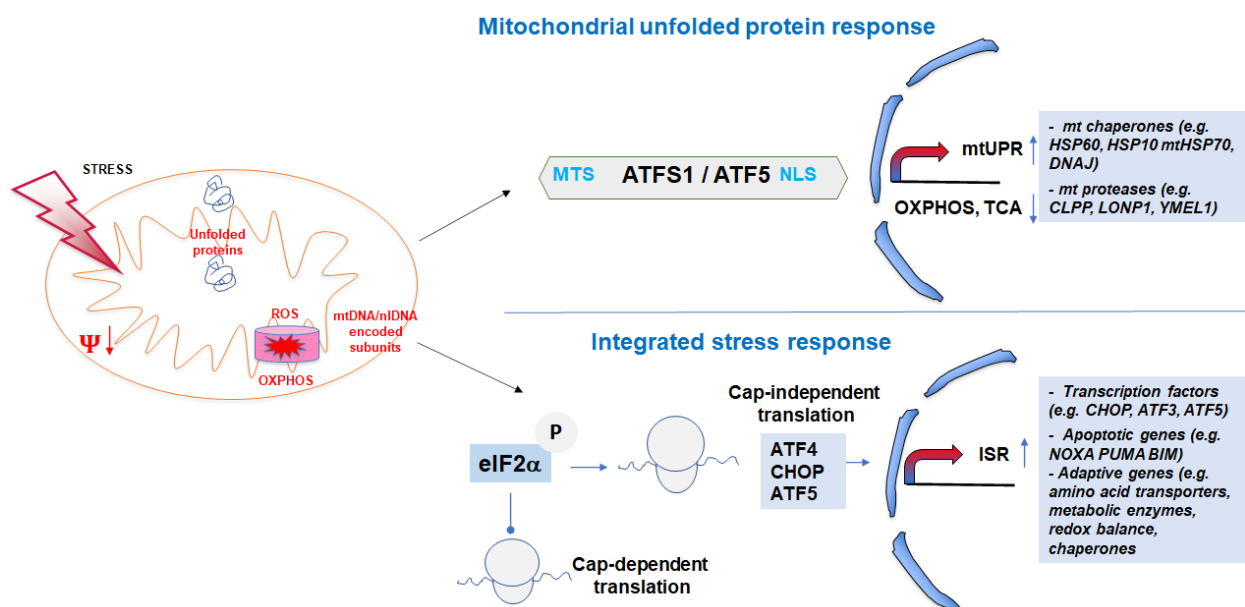 Mitochondrial unfolded protein response
STRESS
Unfolded
proteins
ROS
OXPHOS
Ψ
mtDNA/nIDNA
encoded
subunits
MTS ATFS1 / ATF5 NLS
mtUPR
OXPHOS, TCA
- mt chaperones (e.g.
HSP60, HSP10 mtHSP70,
DNAJ)
- mt proteases (e.g.
CLPP, LONP1, YMEL1)
Integrated stress response
P
eIF2α
Cap-independent
translation
ATF4
CHOP
ATF5
Cap-dependent
translation
ISR
- Transcription factors
(e.g. CHOP, ATF3, ATF5)
- Apoptotic genes (e.g.
NOXA PUMA BIM)
- Adaptive genes (e.g.
amino acid transporters,
metabolic enzymes,
redox balance,
chaperones